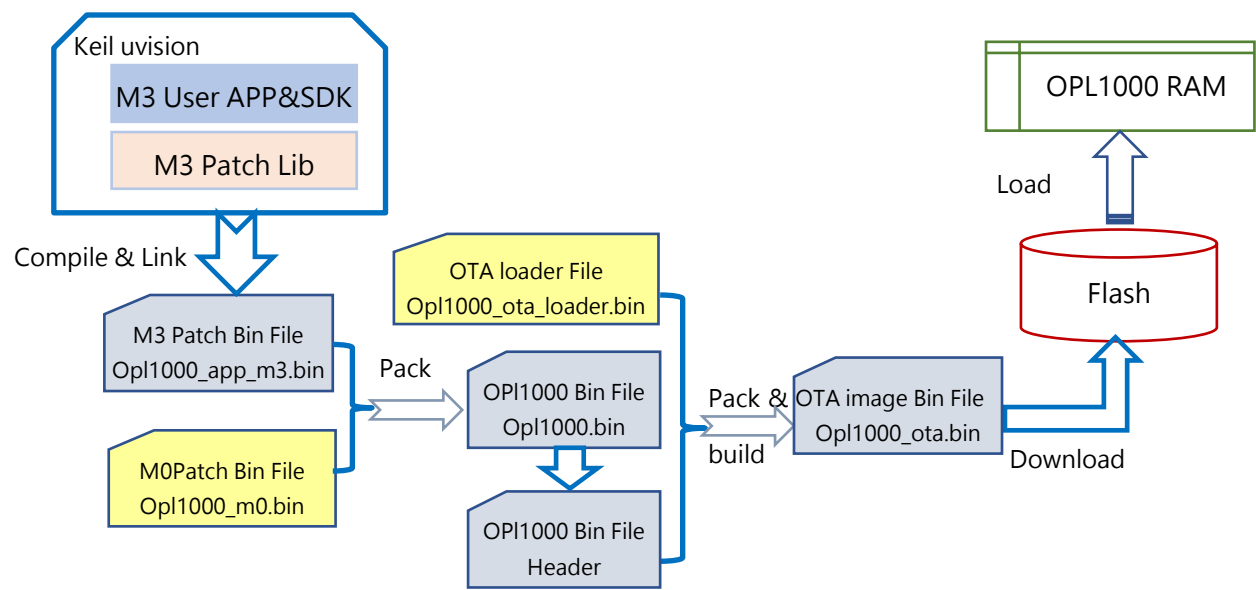 Keil uvision
M3 User APP&SDK
M3 Patch Lib
Compile & Link
M3 Patch Bin File
Opl1000_app_m3.bin
M0Patch Bin File
Opl1000_m0.bin
Pack
OTA loader File
Opl1000_ota_loader.bin
OPl1000 Bin File
Opl1000.bin
OPl1000 Bin File
Header
Pack &
build
OTA image Bin File
Opl1000_ota.bin
Download
Flash
Load
OPL1000 RAM